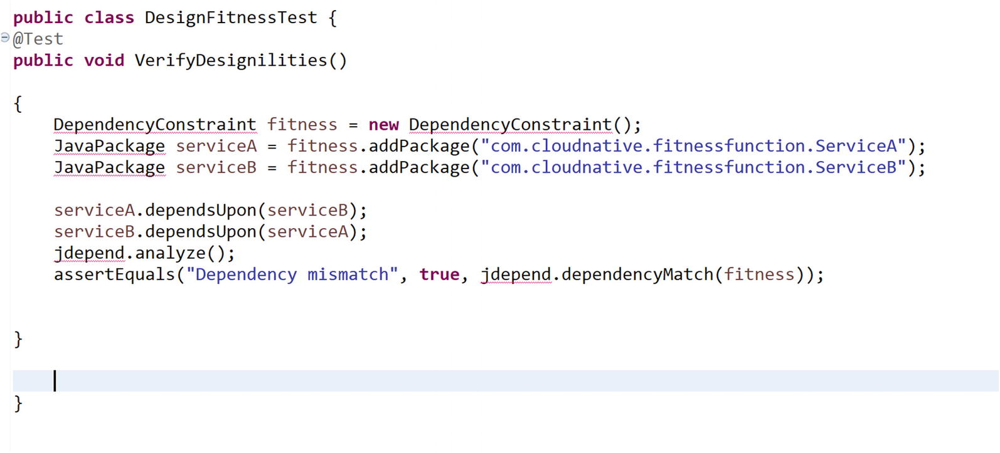 public class DesignFitnessTest {
@Test
public void VerifyDesignilities()
{
DependencyConstraint fitness = new DependencyConstraint();
JavaPackage serviceA = fitness.addPackage("com.cloudnative.fitnessfunction.ServiceA");
JavaPackage serviceB = fitness.addPackage("com.cloudnative.fitnessfunction.ServiceB");
serviceA.dependsUpon(serviceB);
serviceB.dependsUpon(serviceA);
jdepend.analyze();
assertEquals("Dependency mismatch", true, jdepend.dependencyMatch(fitness));
}
}